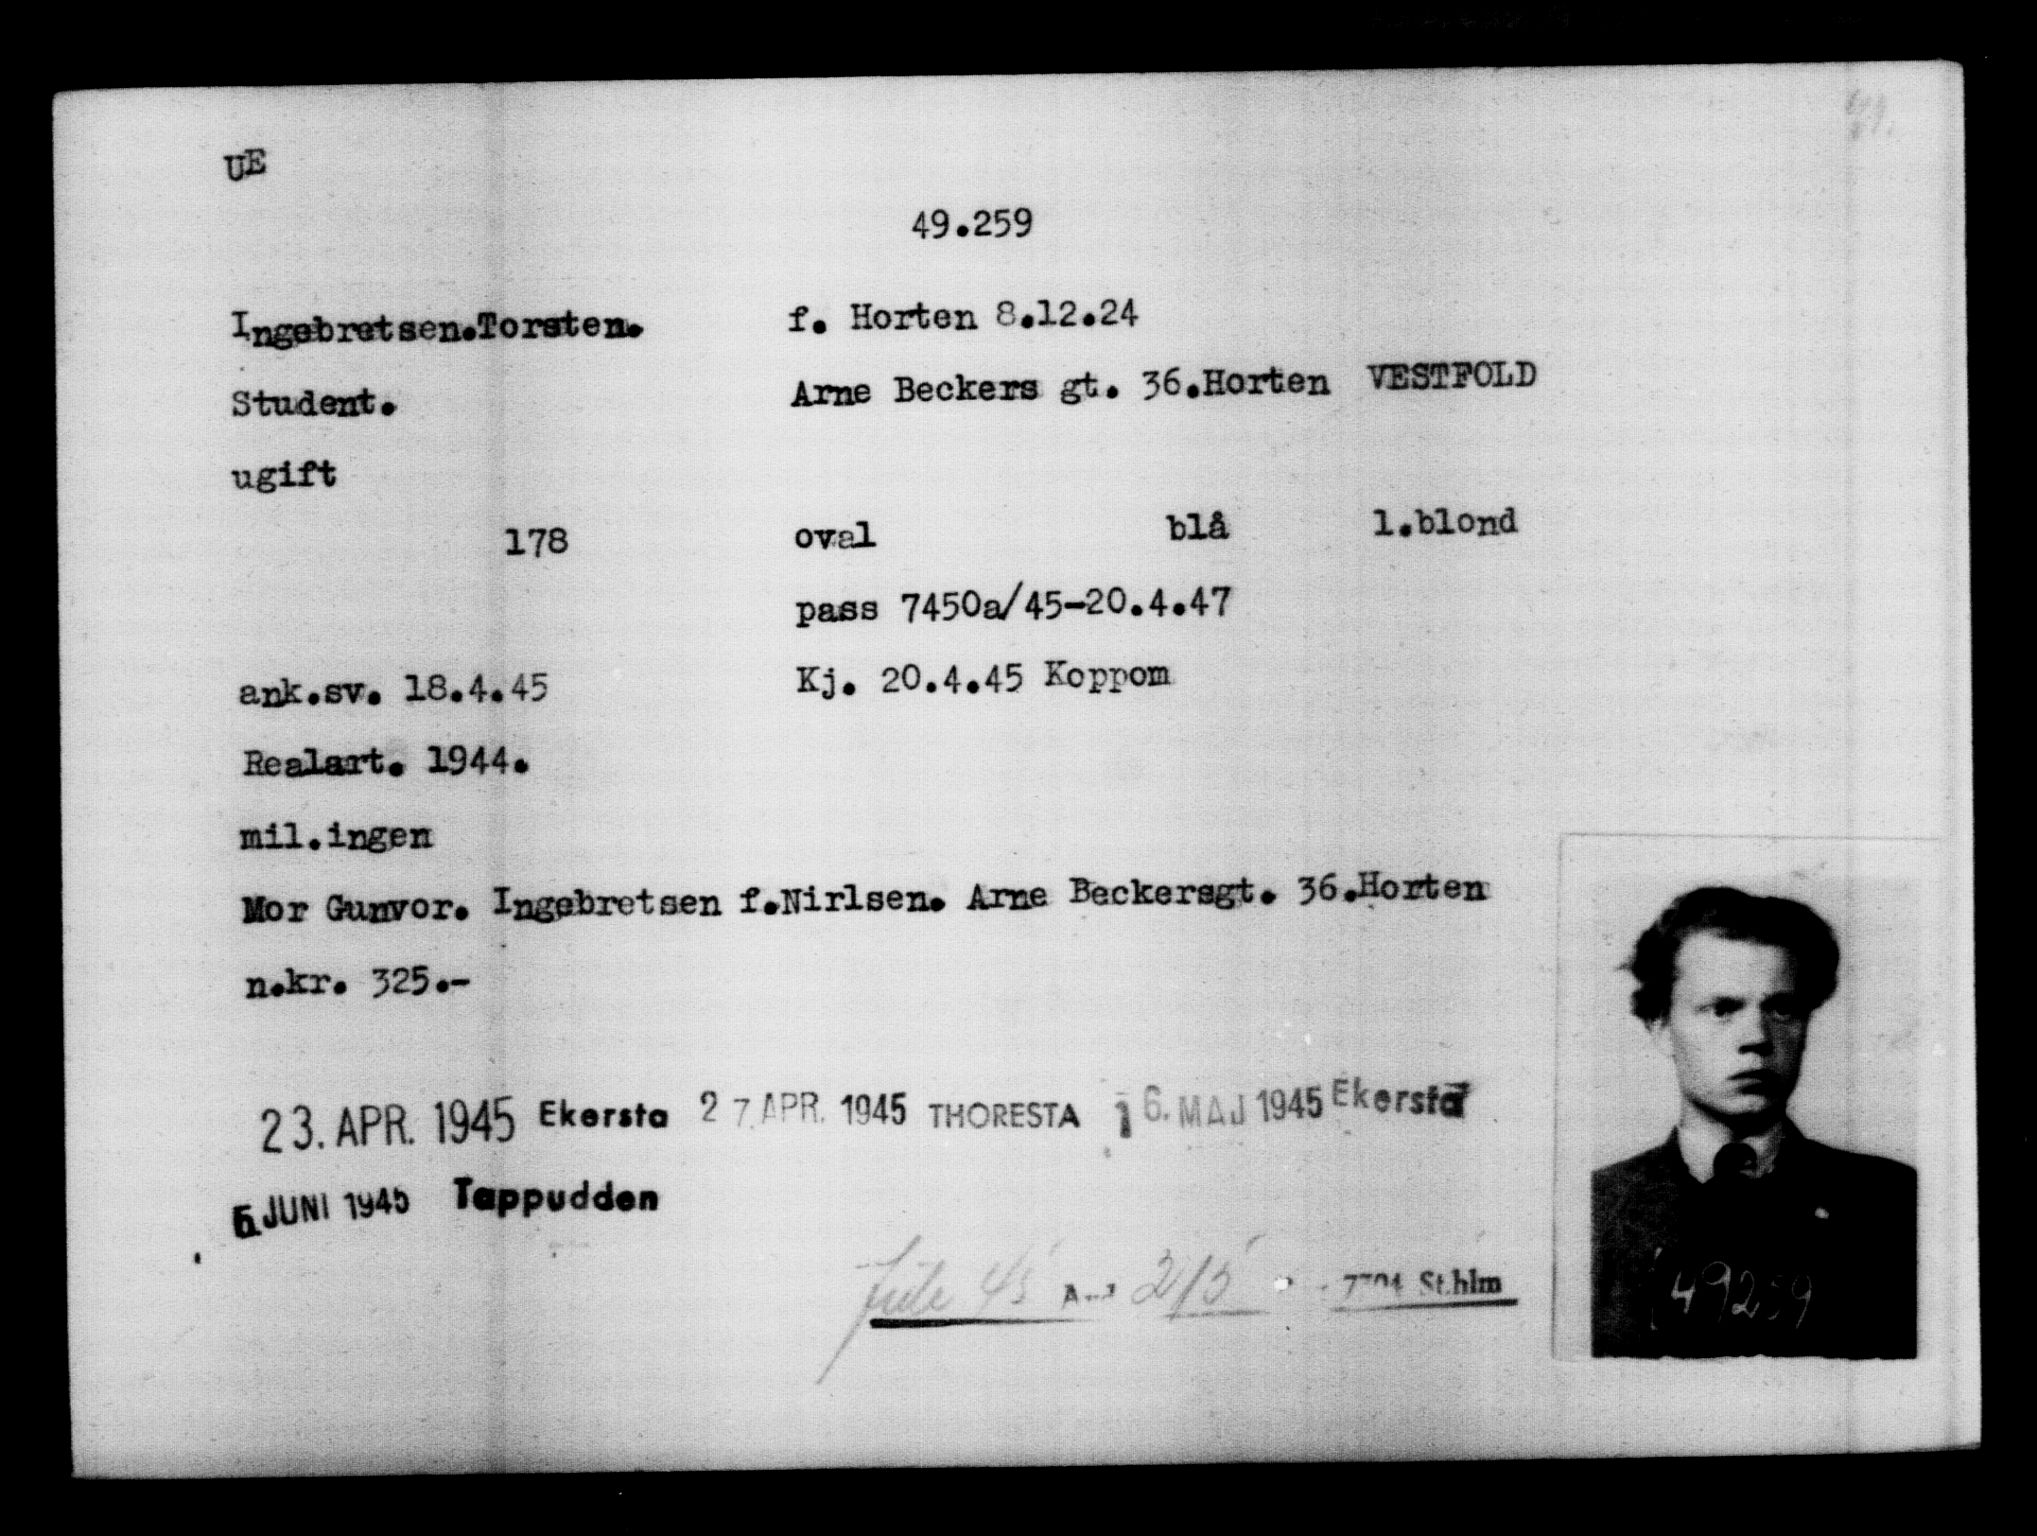 UE
49.259
Ingebretsen.Torsten. f. Horten 8.12.24
Student. Arne Beckers gt. 36.Horten VESTFOLD
ugift
178 oval blå l.blond
pass 7450a/45-20.4.47
ank.sv. 18.4.45 Kj. 20.4.45 Koppom
Realart. 1944.
mil.ingen
Mor Gunvor. Ingebretsen f.Nirlsen. Arne Beckersgt. 36.Horten
n.kr. 325.-
23. APR. 1945 Ekersta 27. APR. 1945 THORESTA 16. MAJ 1945 Ekersta
5 JUNI 1945 Tappudden
45 Sthlm
49259